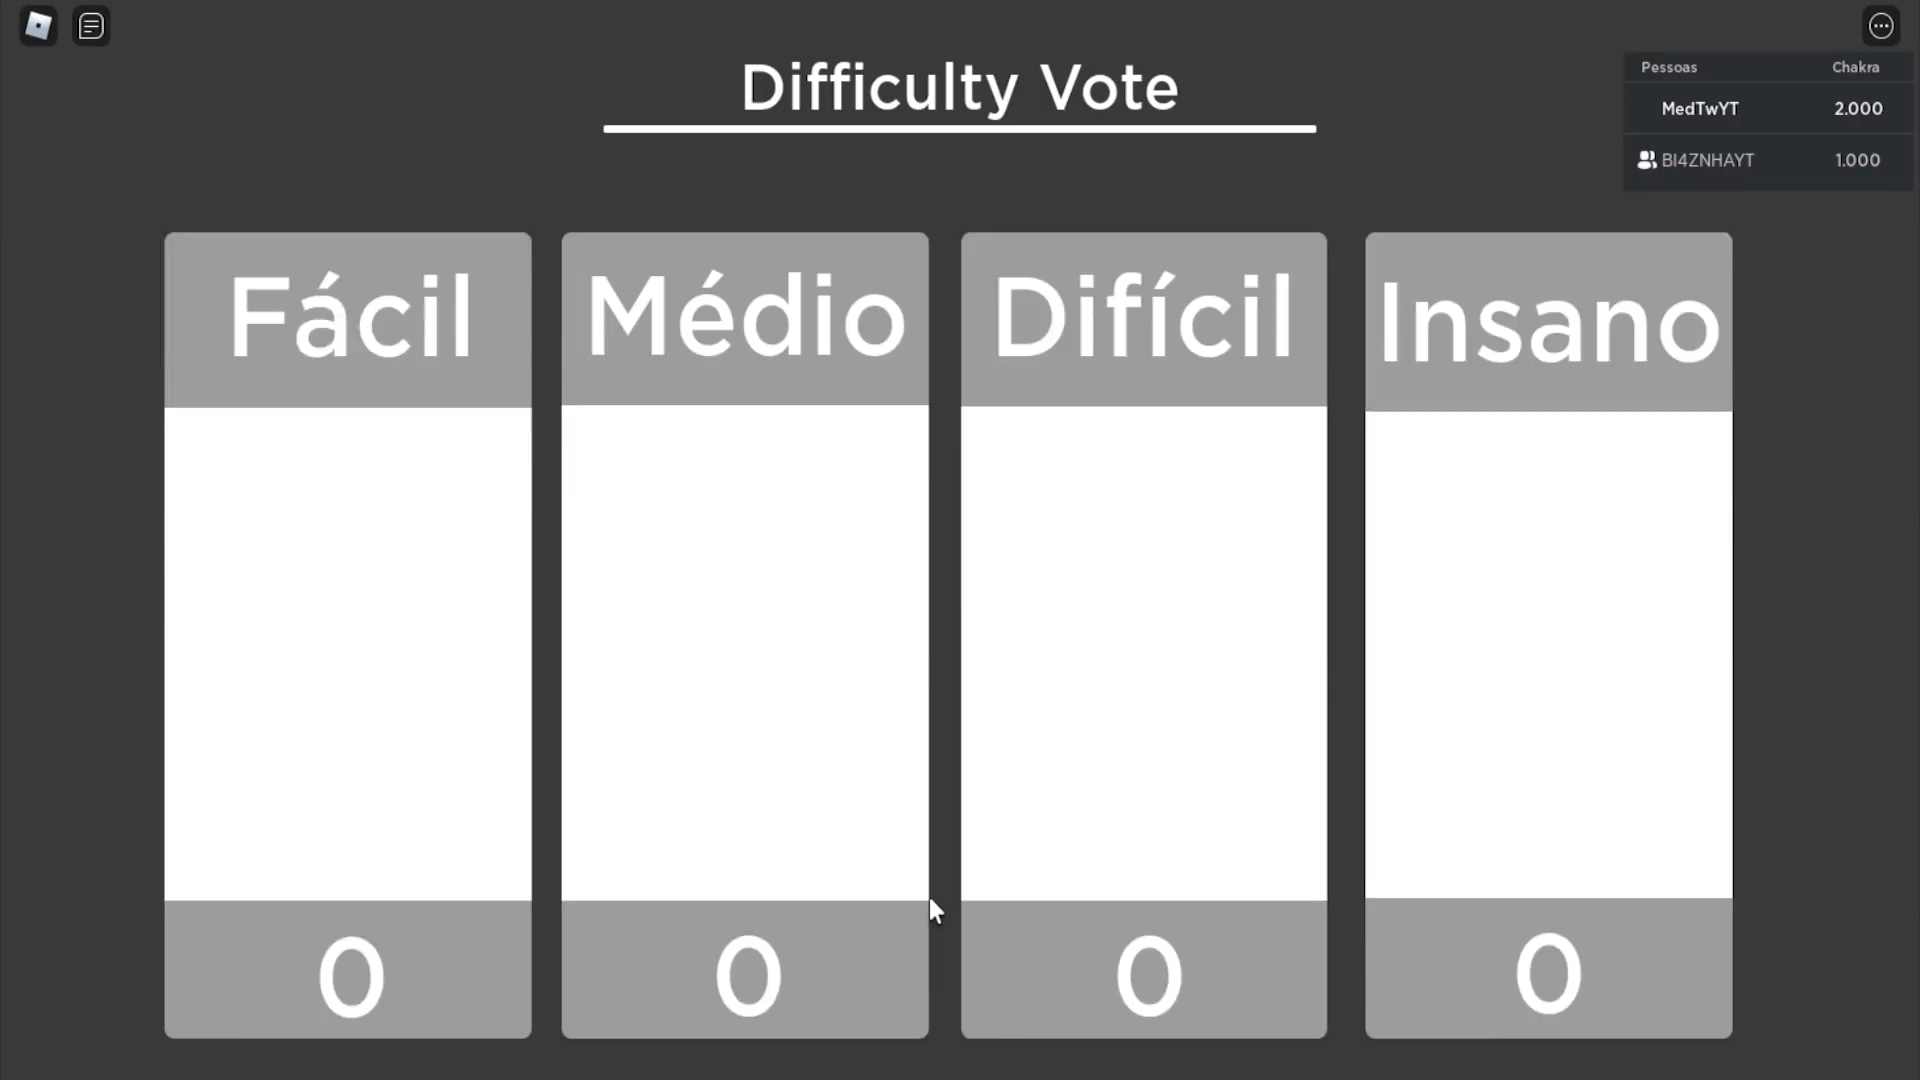 Difficulty Vote
Pessoas Chakra
MedTwYT 2.000
BI4ZNHAYT 1.000
Fácil Médio Difícil Insano
0 0 0 0